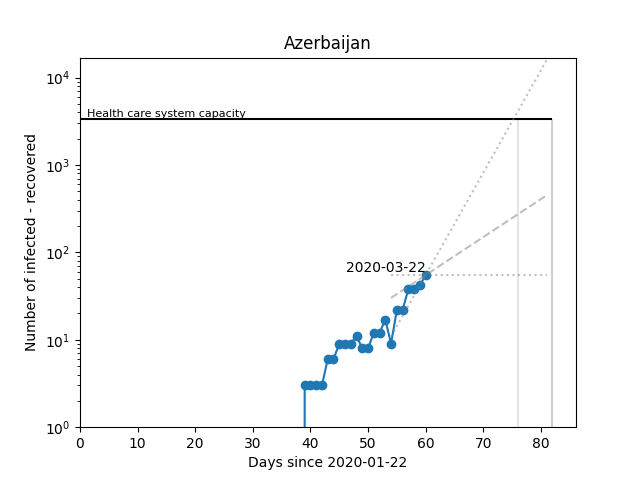 Azerbaijan
10^4
Health care system capacity
10^3
Number of infected - recovered
2020-03-22
10^2
10^1
10^0
0 10 20 30 40 50 60 70 80
Days since 2020-01-22